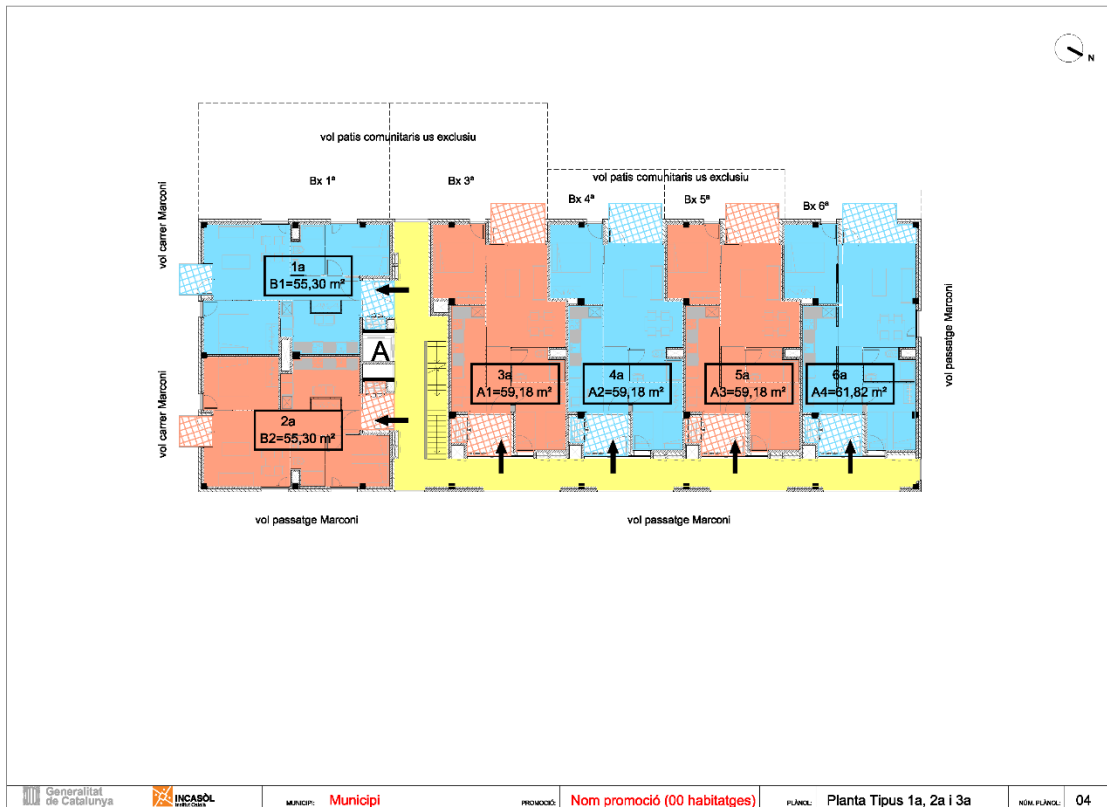 N
vol patis comunitaris us exclusiu
Bx 1ª
Bx 3ª
vol patis comunitaris us exclusiu
Bx 4ª
Bx 5ª
Bx 6ª
vol carrer Marconi
1a
B1=55,30 m²
A
vol passatge Marconi
3a
A1=59,18 m²
4a
A2=59,18 m²
5a
A3=59,18 m²
6a
A4=61,82 m²
vol carrer Marconi
2a
B2=55,30 m²
vol passatge Marconi
vol passatge Marconi
Generalitat
de Catalunya
INCASÒL
Institut Català
MUNICIPI: Municipi
PROMOCIÓ: Nom promoció (00 habitatges)
PLÀNOL: Planta Tipus 1a, 2a i 3a
NÚM. PLÀNOL: 04